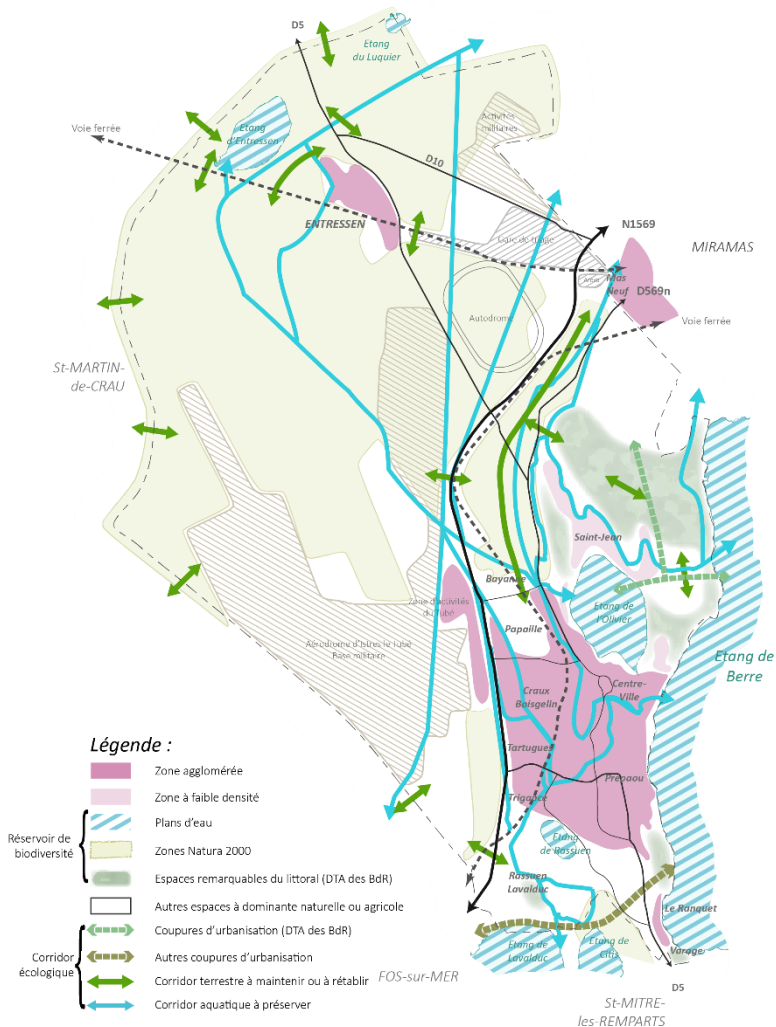 D5
Etang
du Luquier
Activités
militaires
Voie ferrée
Etang
d'Entressen
D10
ENTRESSEN
Gare de triage
N1569
MIRAMAS
Mas
Neuf
D569n
Autodrome
Voie ferrée
St-MARTIN-
de-CRAU
Saint-Jean
Bayanne
Zone d'activités
du Tubé
Papaille
Etang de
l'Olivier
Aérodrome d'Istres le Tubé
Base militaire
Etang de
Berre
Craux
Boisgelin
Centre-
Ville
Tartugues
Prépaou
Trigance
Etang
de Rassuen
Rassuen
Lavalduc
Le Ranquet
Etang de
Lavalduc
Etang de
Citis
Varage
FOS-sur-MER
D5
St-MITRE-
les-REMPARTS
Légende :
Zone agglomérée
Zone à faible densité
Réservoir de
biodiversité
Plans d'eau
Zones Natura 2000
Espaces remarquables du littoral (DTA des BdR)
Autres espaces à dominante naturelle ou agricole
Corridor
écologique
Coupures d'urbanisation (DTA des BdR)
Autres coupures d'urbanisation
Corridor terrestre à maintenir ou à rétablir
Corridor aquatique à préserver